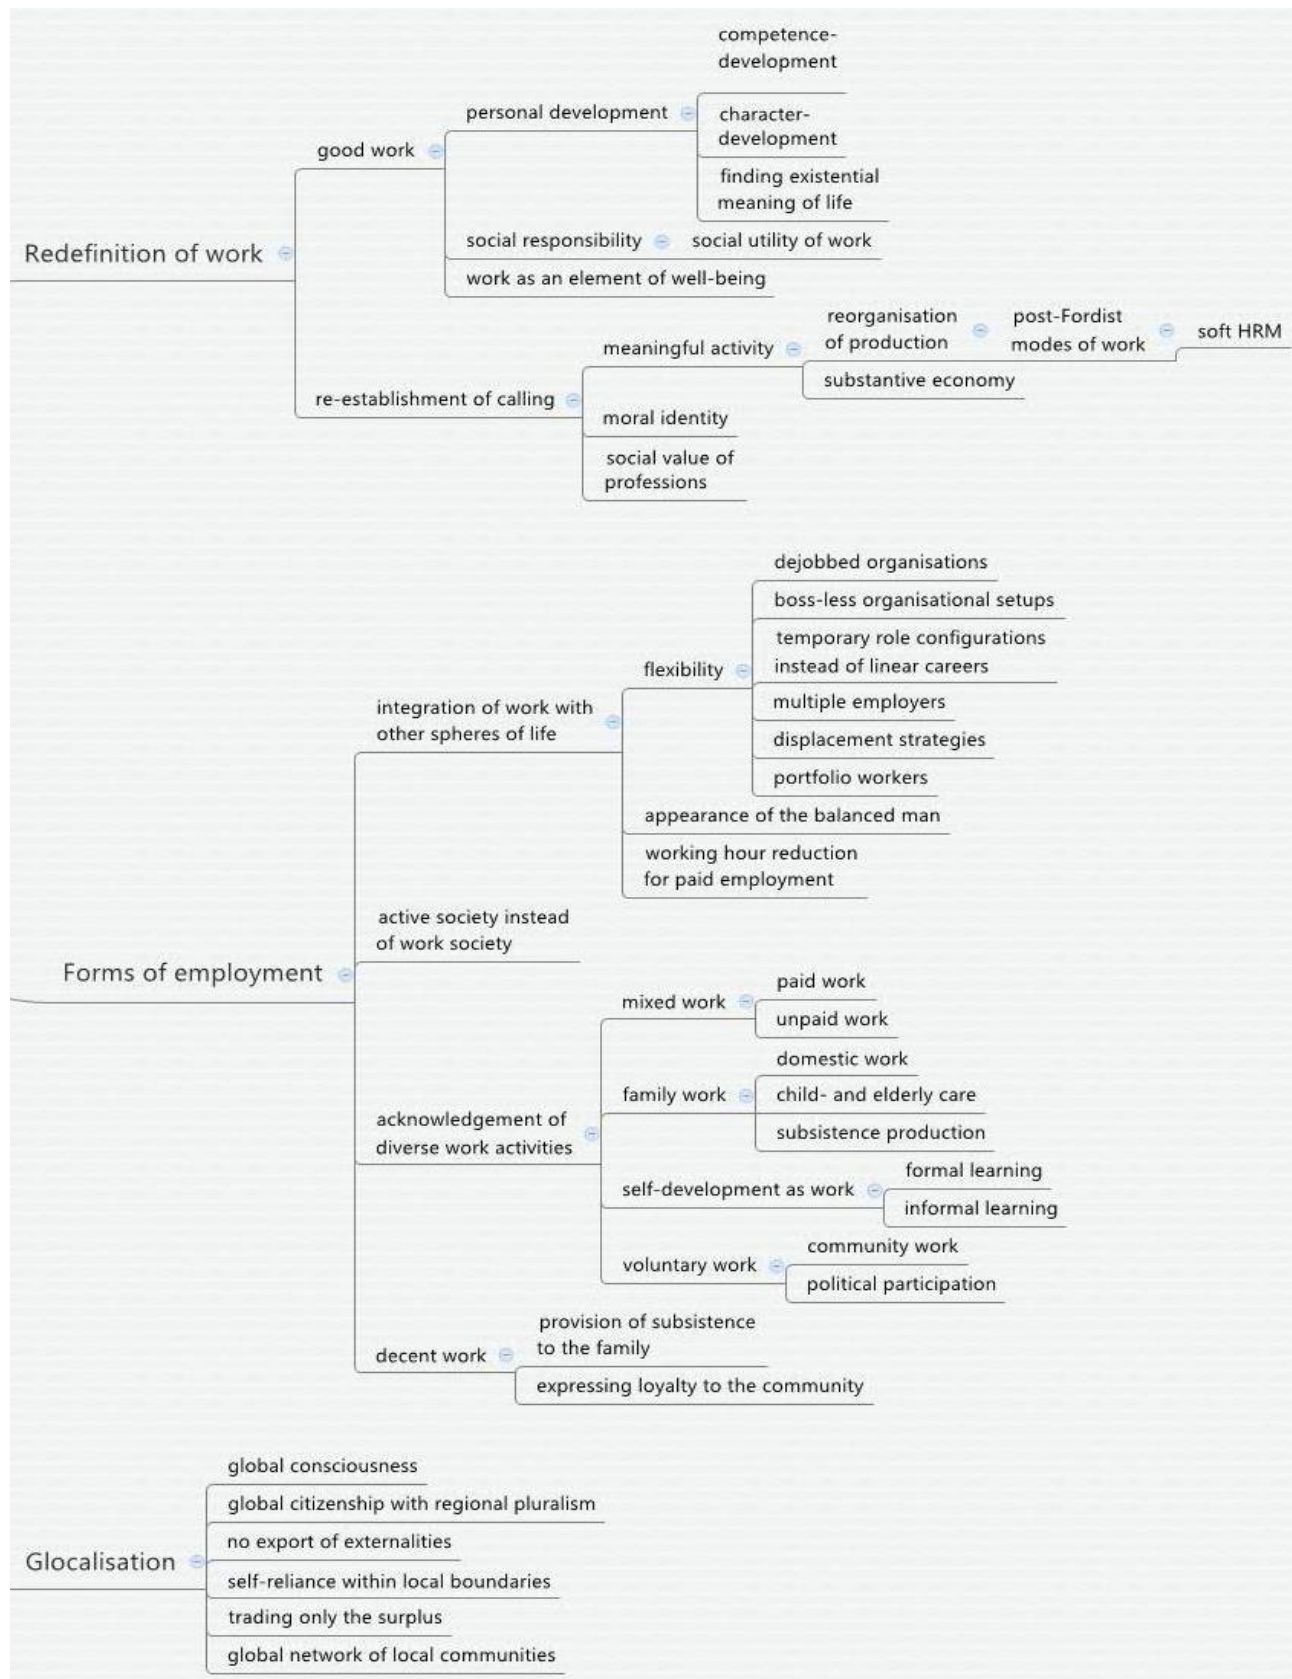 competence-
development
personal development
character-
development
good work
finding existential
meaning of life
Redefinition of work
social responsibility
social utility of work
work as an element of well-being
reorganisation
of production
post-Fordist
modes of work
soft HRM
meaningful activity
substantive economy
re-establishment of calling
moral identity
social value of
professions
dejobbed organisations
boss-less organisational setups
temporary role configurations
instead of linear careers
flexibility
multiple employers
integration of work with
other spheres of life
displacement strategies
portfolio workers
appearance of the balanced man
working hour reduction
for paid employment
active society instead
of work society
Forms of employment
paid work
mixed work
unpaid work
domestic work
family work
child- and elderly care
acknowledgement of
diverse work activities
subsistence production
formal learning
self-development as work
informal learning
community work
voluntary work
political participation
provision of subsistence
to the family
decent work
expressing loyalty to the community
global consciousness
global citizenship with regional pluralism
no export of externalities
Glocalisation
self-reliance within local boundaries
trading only the surplus
global network of local communities